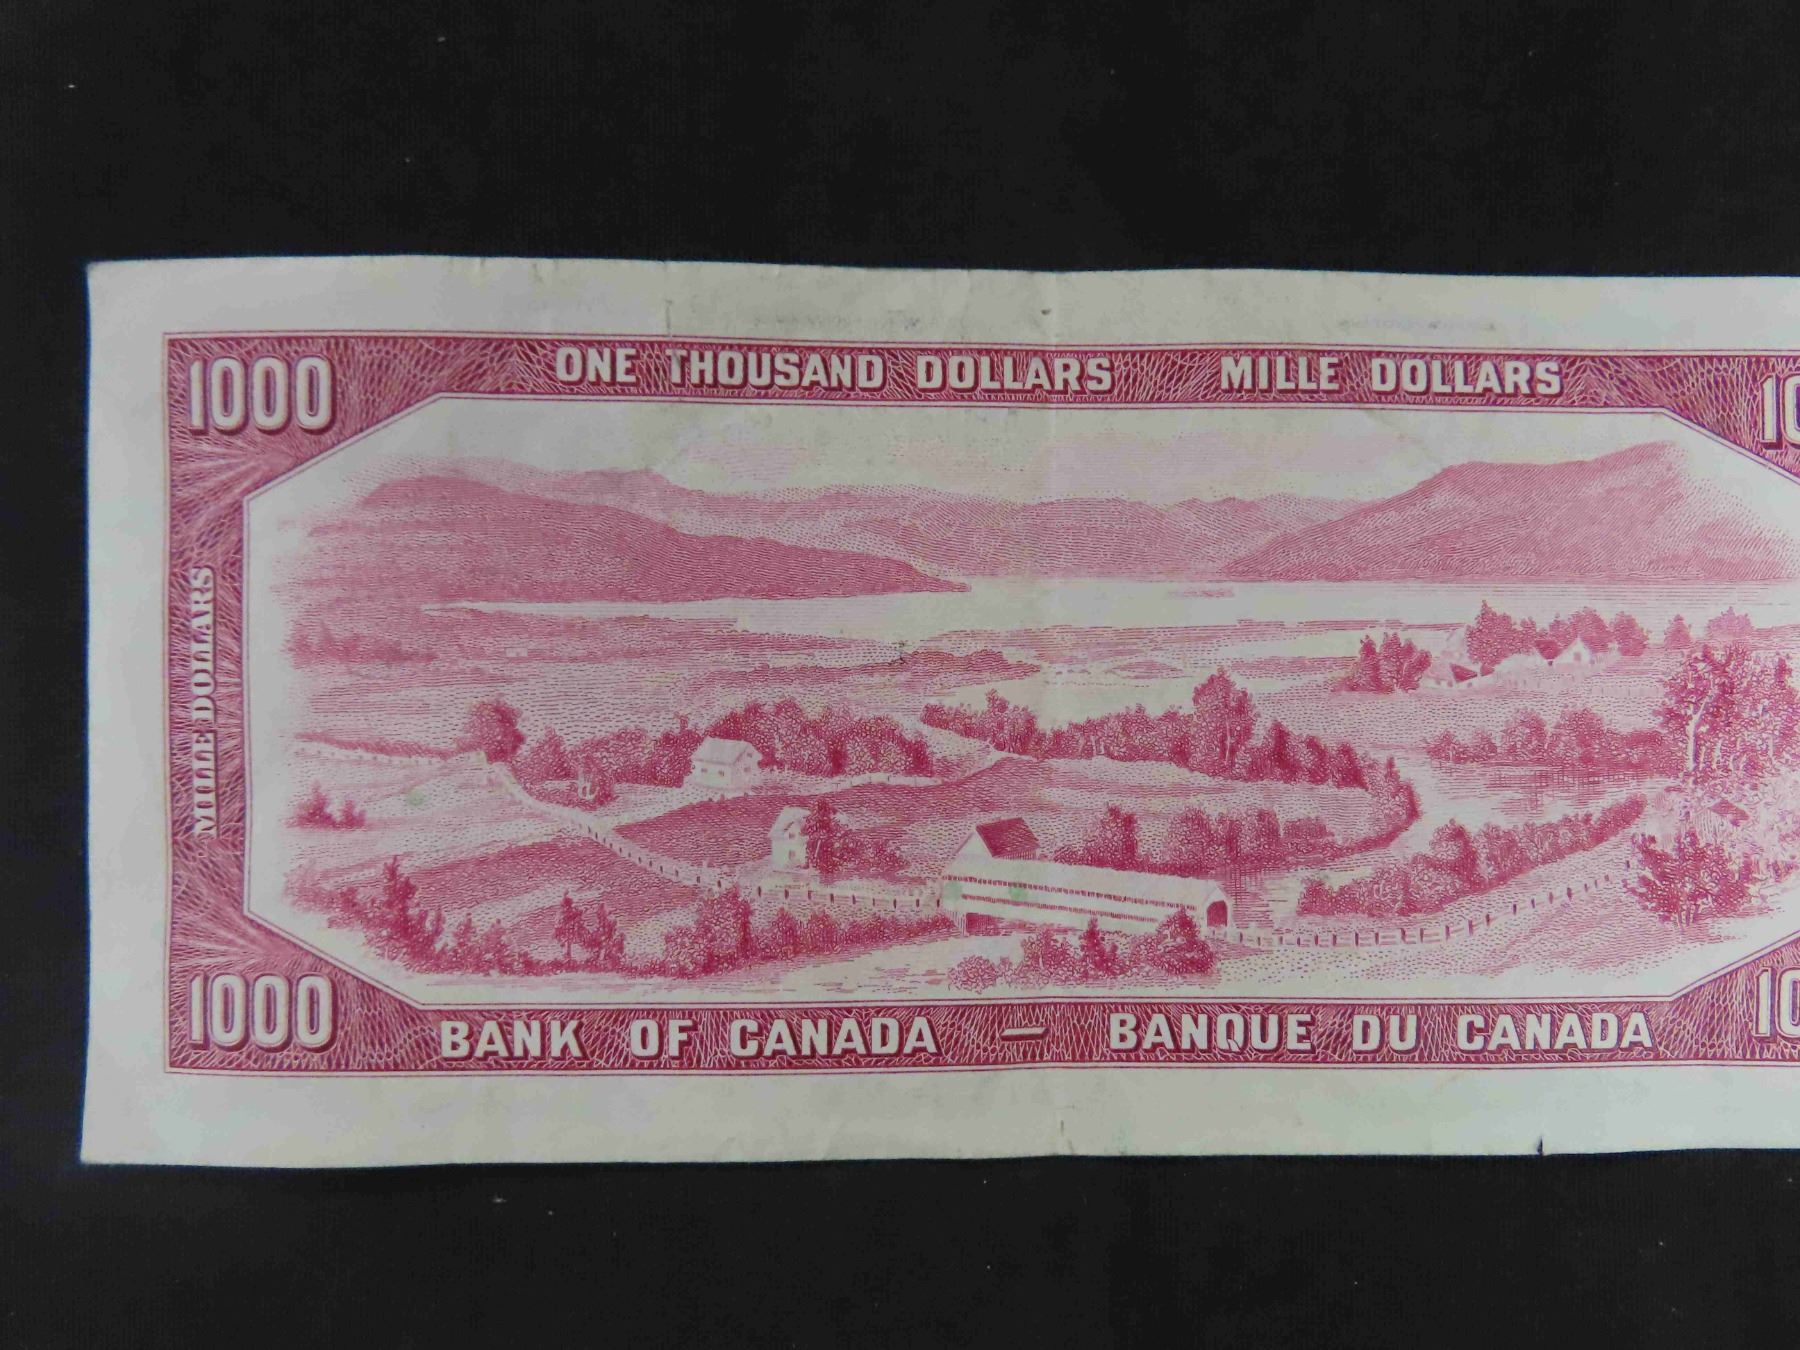 1000
ONE THOUSAND DOLLARS MILLE DOLLARS
MILLE DOLLARS
1000
BANK OF CANADA — BANQUE DU CANADA